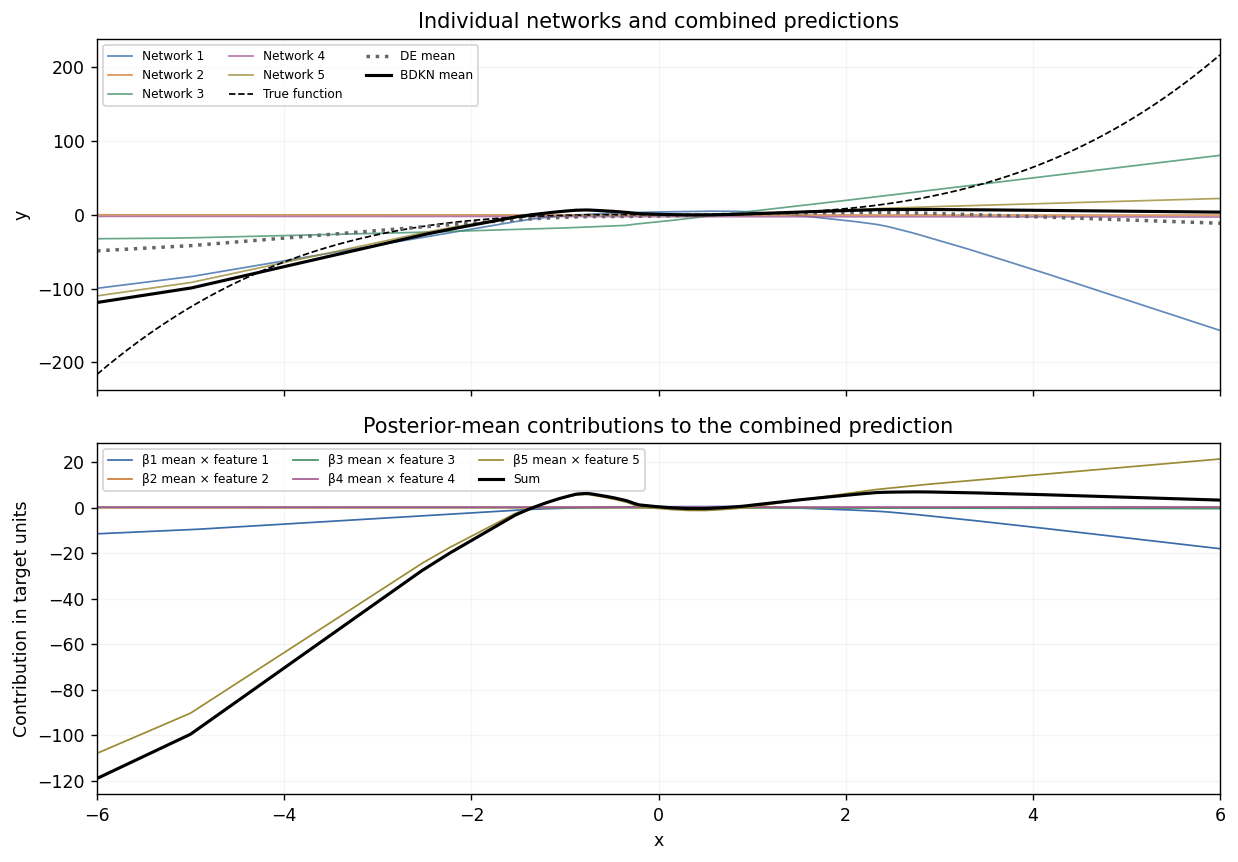 Individual networks and combined predictions
Network 1
Network 2
Network 3
Network 4
Network 5
True function
DE mean
BDKN mean
200
100
0
−100
−200
y
Posterior-mean contributions to the combined prediction
β1 mean × feature 1
β2 mean × feature 2
β3 mean × feature 3
β4 mean × feature 4
β5 mean × feature 5
Sum
20
0
−20
−40
−60
−80
−100
−120
Contribution in target units
−6
−4
−2
0
2
4
6
x